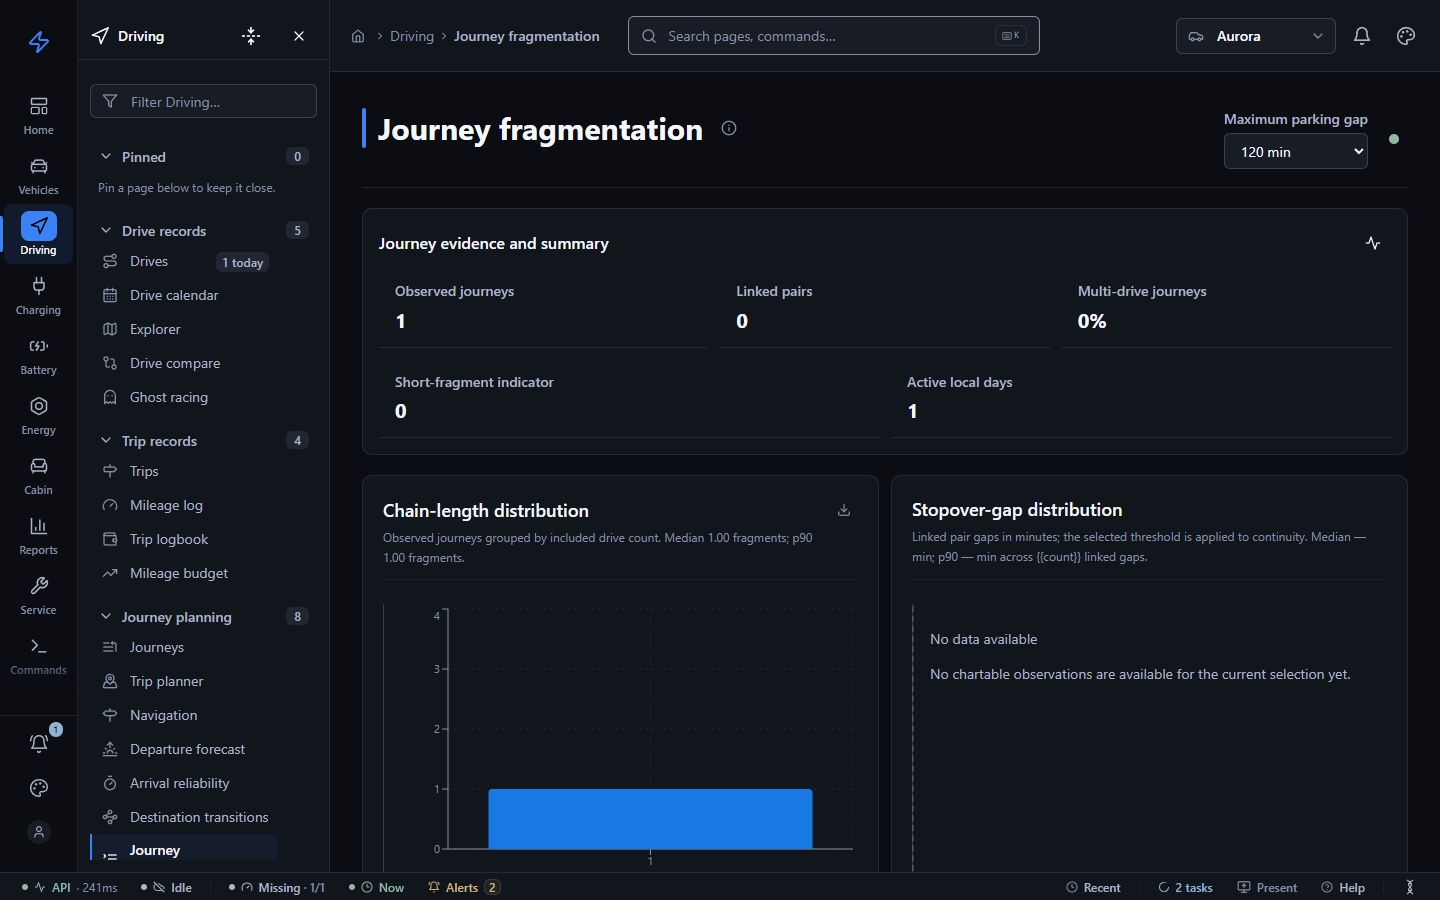 Driving
Driving
Journey fragmentation
Search pages, commands...
K
Aurora
Home
Vehicles
Driving
Charging
Battery
Energy
Cabin
Reports
Service
Commands
1
Filter Driving...
Pinned
0
Pin a page below to keep it close.
Drive records
5
Drives
1 today
Drive calendar
Explorer
Drive compare
Ghost racing
Trip records
4
Trips
Mileage log
Trip logbook
Mileage budget
Journey planning
8
Journeys
Trip planner
Navigation
Departure forecast
Arrival reliability
Destination transitions
Journey
Journey fragmentation
Maximum parking gap
120 min
Journey evidence and summary
Observed journeys
1
Linked pairs
0
Multi-drive journeys
0%
Short-fragment indicator
0
Active local days
1
Chain-length distribution
Observed journeys grouped by included drive count. Median 1.00 fragments; p90
1.00 fragments.
4
3
2
1
0
1
Stopover-gap distribution
Linked pair gaps in minutes; the selected threshold is applied to continuity. Median —
min; p90 — min across {{count}} linked gaps.
No data available
No chartable observations are available for the current selection yet.
API · 241ms
Idle
Missing · 1/1
Now
Alerts 2
Recent
2 tasks
Present
Help